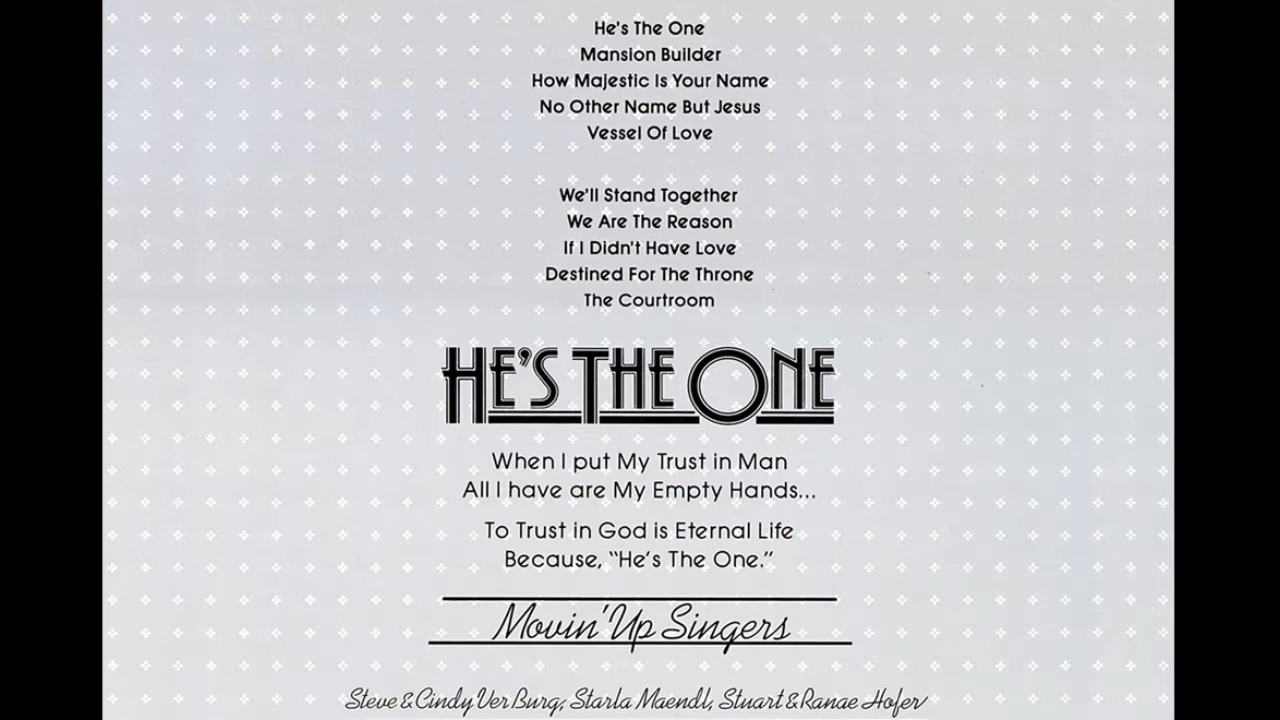 He's The One
Mansion Builder
How Majestic Is Your Name
No Other Name But Jesus
Vessel Of Love
We'll Stand Together
We Are The Reason
If I Didn't Have Love
Destined For The Throne
The Courtroom
HE'S THE ONE
When I put My Trust in Man
All I have are My Empty Hands...
To Trust in God is Eternal Life
Because, “He's The One.”
Movin' Up Singers
Steve & Cindy Ver Burg, Starla Maendl, Stuart & Ranae Hofer